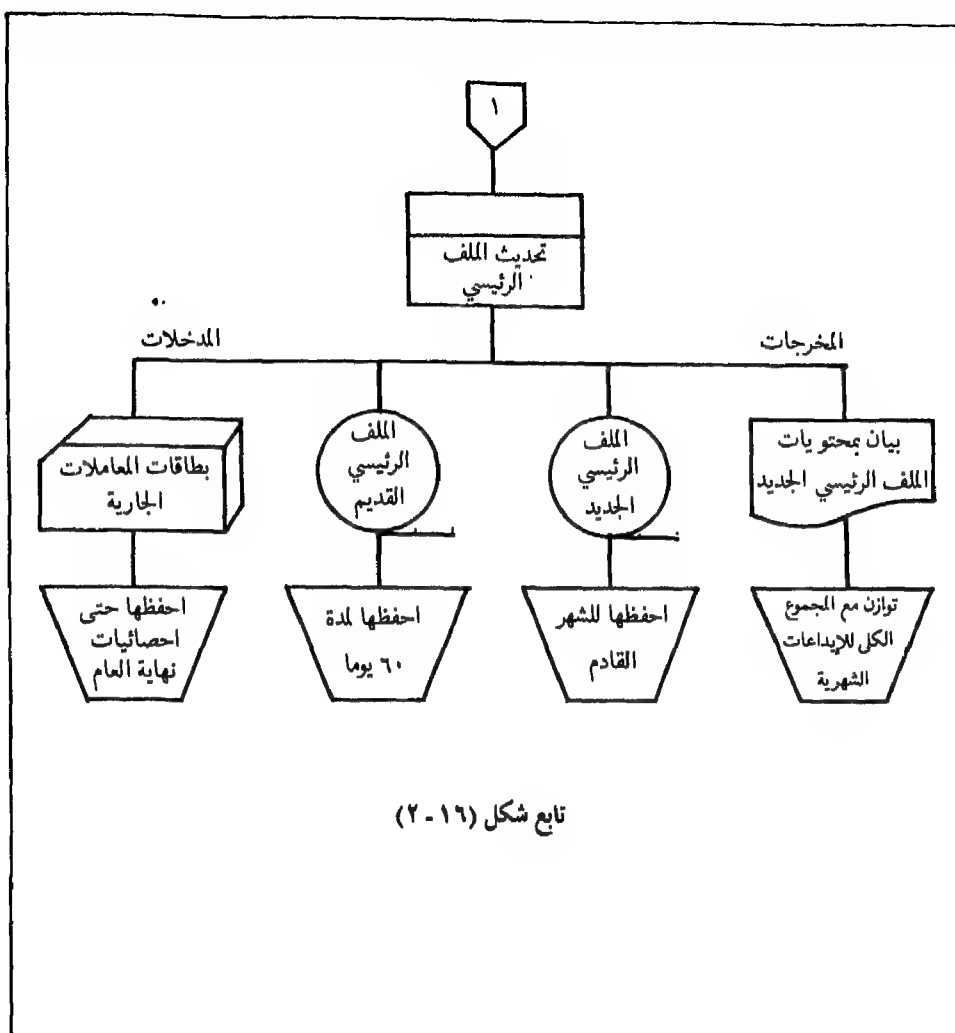 ١
تحديث الملف
الرئيسي
المخرجات
المدخلات
بيان بمحتويات
الملف الرئيسي الجديد
الملف
الرئيسي
الجديد
الملف
الرئيسي
القديم
بطاقات المعاملات
الجارية
توازن مع المجموع
الكلى للإيداعات
الشهرية
احفظها للشهر
القادم
احفظها لمدة
٦٠ يوما
احفظها حتى
احصائيات
نهاية العام
تابع شكل (١٦ - ٢)